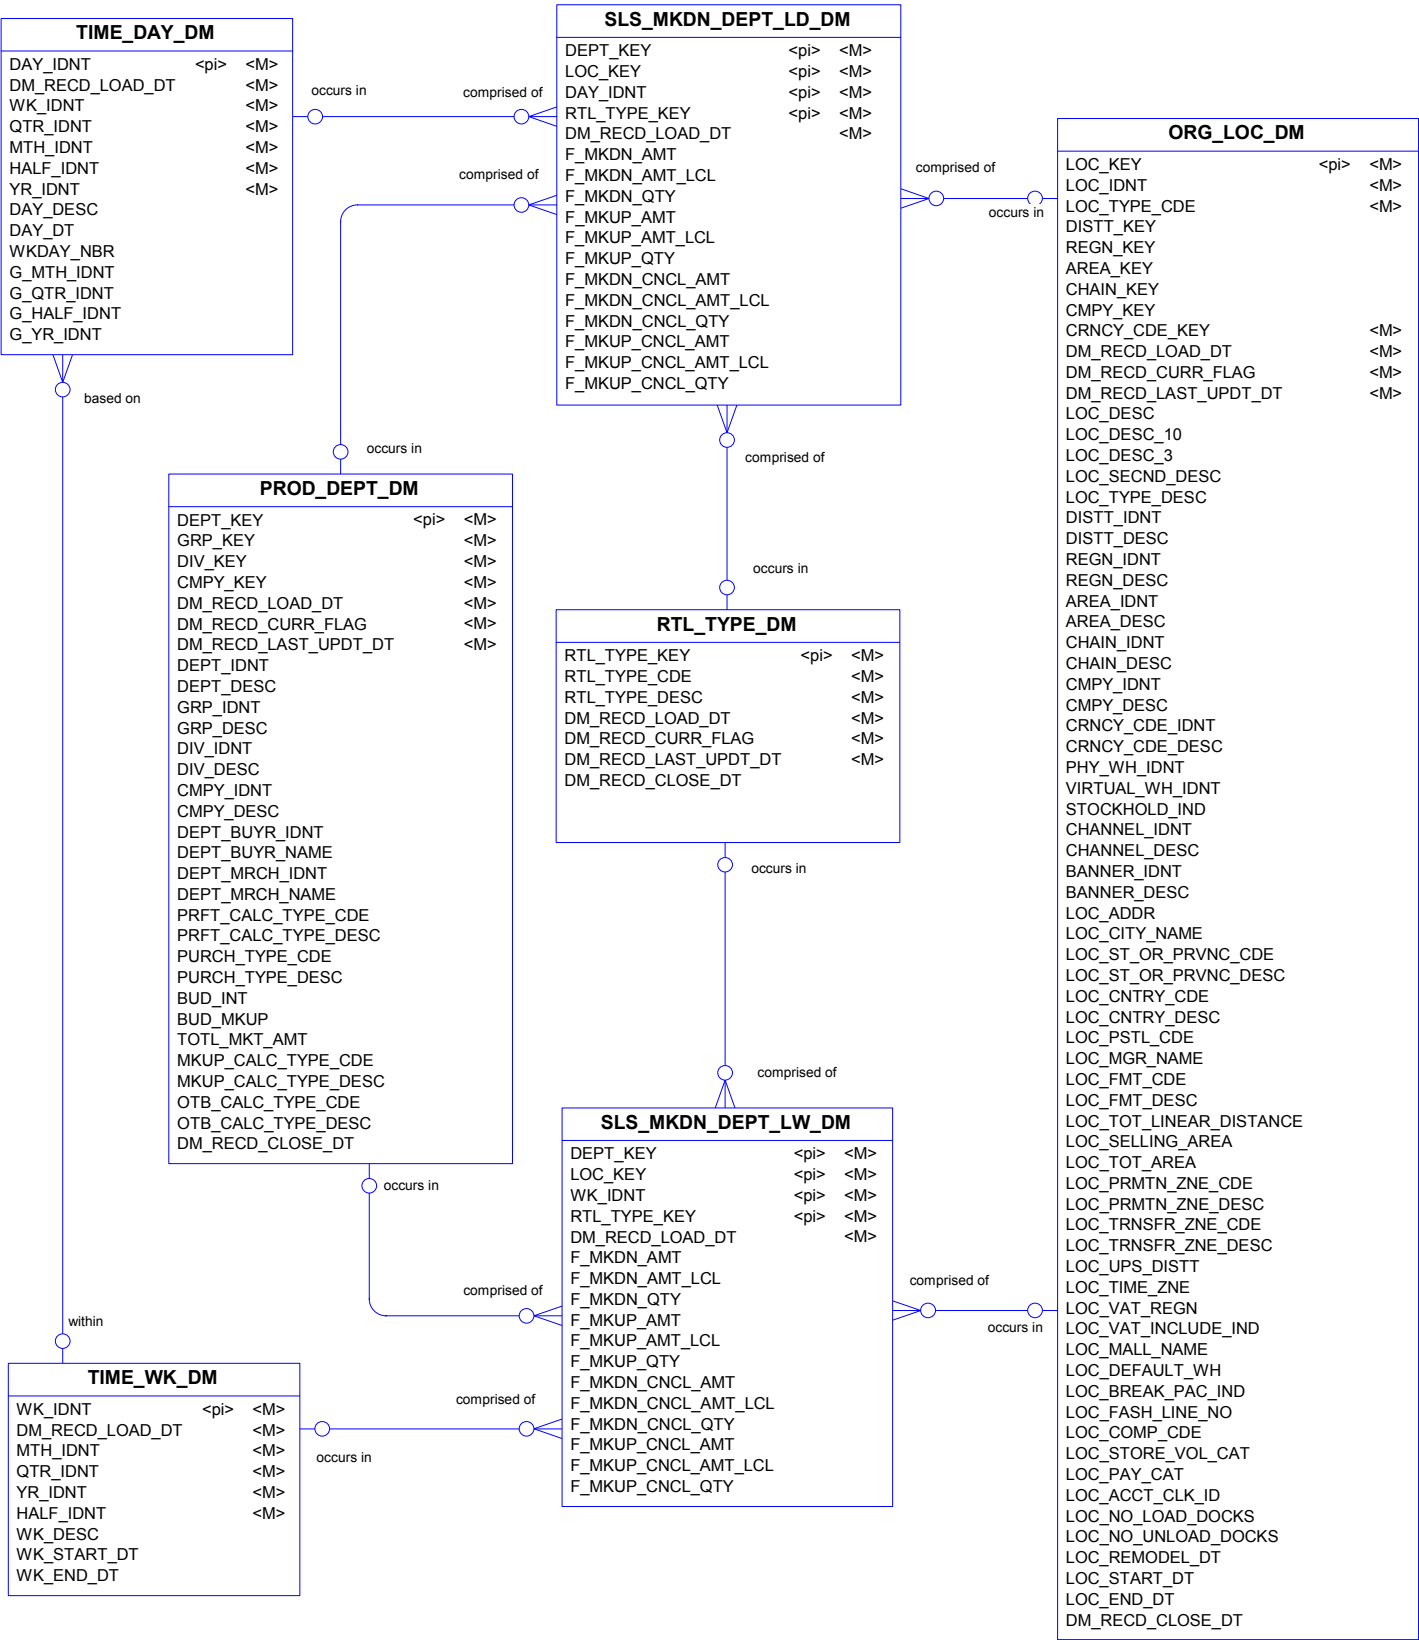 TIME_DAY_DM
DAY_IDNT <pi> <M>
DM_RECD_LOAD_DT <M>
WK_IDNT <M>
QTR_IDNT <M>
MTH_IDNT <M>
HALF_IDNT <M>
YR_IDNT <M>
DAY_DESC
DAY_DT
WKDAY_NBR
G_MTH_IDNT
G_QTR_IDNT
G_HALF_IDNT
G_YR_IDNT
occurs in
comprised of
SLS_MKDN_DEPT_LD_DM
DEPT_KEY <pi> <M>
LOC_KEY <pi> <M>
DAY_IDNT <pi> <M>
RTL_TYPE_KEY <pi> <M>
DM_RECD_LOAD_DT <M>
F_MKDN_AMT
F_MKDN_AMT_LCL
F_MKDN_QTY
F_MKUP_AMT
F_MKUP_AMT_LCL
F_MKUP_QTY
F_MKDN_CNCL_AMT
F_MKDN_CNCL_AMT_LCL
F_MKDN_CNCL_QTY
F_MKUP_CNCL_AMT
F_MKUP_CNCL_AMT_LCL
F_MKUP_CNCL_QTY
comprised of
comprised of
occurs in
ORG_LOC_DM
LOC_KEY <pi> <M>
LOC_IDNT <M>
LOC_TYPE_CDE <M>
DISTT_KEY
REGN_KEY
AREA_KEY
CHAIN_KEY
CMPY_KEY
CRNCY_CDE_KEY <M>
DM_RECD_LOAD_DT <M>
DM_RECD_CURR_FLAG <M>
DM_RECD_LAST_UPDT_DT <M>
LOC_DESC
LOC_DESC_10
LOC_DESC_3
LOC_SECND_DESC
LOC_TYPE_DESC
DISTT_IDNT
DISTT_DESC
REGN_IDNT
REGN_DESC
AREA_IDNT
AREA_DESC
CHAIN_IDNT
CHAIN_DESC
CMPY_IDNT
CMPY_DESC
CRNCY_CDE_IDNT
CRNCY_CDE_DESC
PHY_WH_IDNT
VIRTUAL_WH_IDNT
STOCKHOLD_IND
CHANNEL_IDNT
CHANNEL_DESC
BANNER_IDNT
BANNER_DESC
LOC_ADDR
LOC_CITY_NAME
LOC_ST_OR_PRVNC_CDE
LOC_ST_OR_PRVNC_DESC
LOC_CNTRY_CDE
LOC_CNTRY_DESC
LOC_PSTL_CDE
LOC_MGR_NAME
LOC_FMT_CDE
LOC_FMT_DESC
LOC_TOT_LINEAR_DISTANCE
LOC_SELLING_AREA
LOC_TOT_AREA
LOC_PRMTN_ZNE_CDE
LOC_PRMTN_ZNE_DESC
LOC_TRNSFR_ZNE_CDE
LOC_TRNSFR_ZNE_DESC
LOC_UPS_DISTT
LOC_TIME_ZNE
LOC_VAT_REGN
LOC_VAT_INCLUDE_IND
LOC_MALL_NAME
LOC_DEFAULT_WH
LOC_BREAK_PAC_IND
LOC_FASH_LINE_NO
LOC_COMP_CDE
LOC_STORE_VOL_CAT
LOC_PAY_CAT
LOC_ACCT_CLK_ID
LOC_NO_LOAD_DOCKS
LOC_NO_UNLOAD_DOCKS
LOC_REMODEL_DT
LOC_START_DT
LOC_END_DT
DM_RECD_CLOSE_DT
based on
occurs in
comprised of
PROD_DEPT_DM
DEPT_KEY <pi> <M>
GRP_KEY <M>
DIV_KEY <M>
CMPY_KEY <M>
DM_RECD_LOAD_DT <M>
DM_RECD_CURR_FLAG <M>
DM_RECD_LAST_UPDT_DT <M>
DEPT_IDNT
DEPT_DESC
GRP_IDNT
GRP_DESC
DIV_IDNT
DIV_DESC
CMPY_IDNT
CMPY_DESC
DEPT_BUYR_IDNT
DEPT_BUYR_NAME
DEPT_MRCH_IDNT
DEPT_MRCH_NAME
PRFT_CALC_TYPE_CDE
PRFT_CALC_TYPE_DESC
PURCH_TYPE_CDE
PURCH_TYPE_DESC
BUD_INT
BUD_MKUP
TOTL_MKT_AMT
MKUP_CALC_TYPE_CDE
MKUP_CALC_TYPE_DESC
OTB_CALC_TYPE_CDE
OTB_CALC_TYPE_DESC
DM_RECD_CLOSE_DT
occurs in
RTL_TYPE_DM
RTL_TYPE_KEY <pi> <M>
RTL_TYPE_CDE <M>
RTL_TYPE_DESC <M>
DM_RECD_LOAD_DT <M>
DM_RECD_CURR_FLAG <M>
DM_RECD_LAST_UPDT_DT <M>
DM_RECD_CLOSE_DT
occurs in
comprised of
SLS_MKDN_DEPT_LW_DM
DEPT_KEY <pi> <M>
LOC_KEY <pi> <M>
WK_IDNT <pi> <M>
RTL_TYPE_KEY <pi> <M>
DM_RECD_LOAD_DT <M>
F_MKDN_AMT
F_MKDN_AMT_LCL
F_MKDN_QTY
F_MKUP_AMT
F_MKUP_AMT_LCL
F_MKUP_QTY
F_MKDN_CNCL_AMT
F_MKDN_CNCL_AMT_LCL
F_MKDN_CNCL_QTY
F_MKUP_CNCL_AMT
F_MKUP_CNCL_AMT_LCL
F_MKUP_CNCL_QTY
occurs in
comprised of
comprised of
occurs in
within
TIME_WK_DM
WK_IDNT <pi> <M>
DM_RECD_LOAD_DT <M>
MTH_IDNT <M>
QTR_IDNT <M>
YR_IDNT <M>
HALF_IDNT <M>
WK_DESC
WK_START_DT
WK_END_DT
comprised of
occurs in